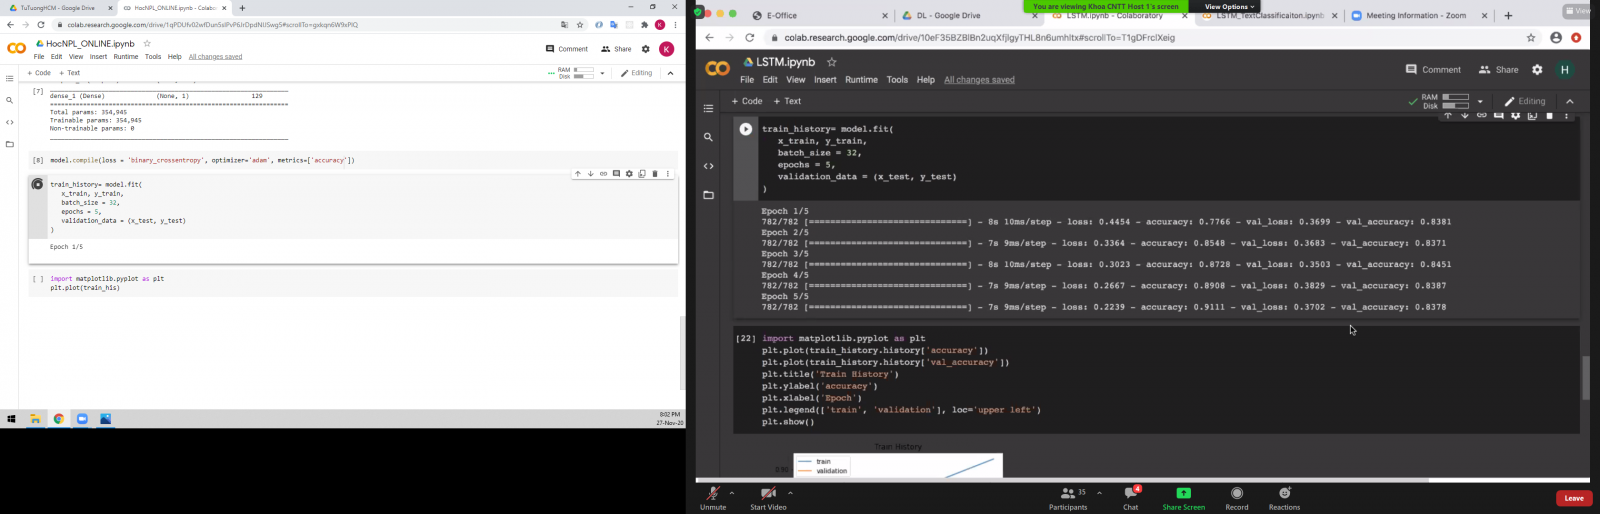 TuTuongHCM - Google Drive
HocNPL_ONLINE.ipynb - Colabor
colab.research.google.com/drive/
HocNPL_ONLINE.ipynb
Comment
Share
K
File Edit View Insert Runtime Tools Help All changes saved
+ Code + Text
RAM
Disk
Editing
[7]
dense_1 (Dense) (None, 1) 129
Total params: 354,945
Trainable params: 354,945
Non-trainable params: 0
[8] model.compile(loss = 'binary_crossentropy', optimizer='adam', metrics=['accuracy'])
train_history= model.fit(
x_train, y_train,
batch_size = 32,
epochs = 5,
validation_data = (x_test, y_test)
)
Epoch 1/5
[ ] import matplotlib.pyplot as plt
plt.plot(train_his)
8:02 PM
27-Nov-20
You are viewing Khoa CNTT Host 1's screen
View Options
View
E-Office
DL - Google Drive
LSTM.ipynb - Colaboratory
LSTM_TextClassificaiton.ipynb
Meeting Information - Zoom
colab.research.google.com/drive/
LSTM.ipynb
Comment
Share
H
File Edit View Insert Runtime Tools Help All changes saved
+ Code + Text
RAM
Disk
Editing
train_history= model.fit(
x_train, y_train,
batch_size = 32,
epochs = 5,
validation_data = (x_test, y_test)
)
Epoch 1/5
782/782 [==============================] - 8s 10ms/step - loss: 0.4454 - accuracy: 0.7766 - val_loss: 0.3699 - val_accuracy: 0.8381
Epoch 2/5
782/782 [==============================] - 7s 9ms/step - loss: 0.3364 - accuracy: 0.8548 - val_loss: 0.3683 - val_accuracy: 0.8371
Epoch 3/5
782/782 [==============================] - 8s 10ms/step - loss: 0.3023 - accuracy: 0.8728 - val_loss: 0.3503 - val_accuracy: 0.8451
Epoch 4/5
782/782 [==============================] - 7s 9ms/step - loss: 0.2667 - accuracy: 0.8908 - val_loss: 0.3829 - val_accuracy: 0.8387
Epoch 5/5
782/782 [==============================] - 7s 9ms/step - loss: 0.2239 - accuracy: 0.9111 - val_loss: 0.3702 - val_accuracy: 0.8378
[22] import matplotlib.pyplot as plt
plt.plot(train_history.history['accuracy'])
plt.plot(train_history.history['val_accuracy'])
plt.title('Train History')
plt.ylabel('accuracy')
plt.xlabel('Epoch')
plt.legend(['train', 'validation'], loc='upper left')
plt.show()
Train History
train
validation
Unmute
Start Video
35
Participants
4
Chat
Share Screen
Record
Reactions
Leave